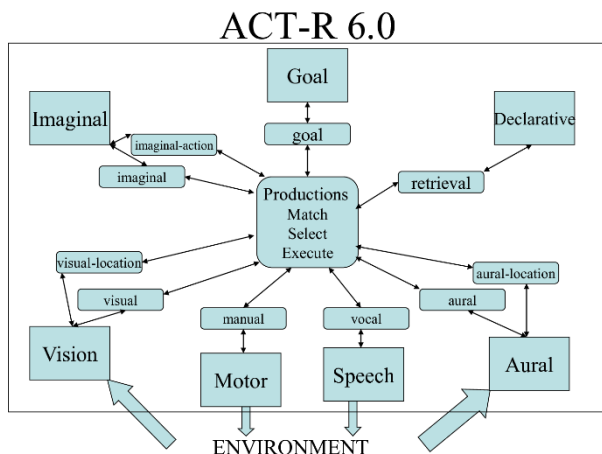 ACT-R 6.0
Goal
Imaginal
Declarative
goal
imaginal-action
imaginal
retrieval
Productions
Match
Select
Execute
visual-location
aural-location
visual
aural
manual
vocal
Vision
Motor
Speech
Aural
ENVIRONMENT